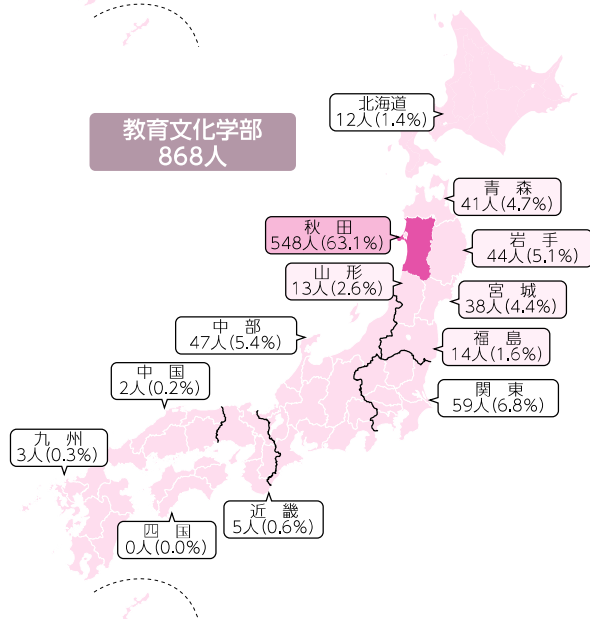 教育文化学部
868人
北海道
12人(1.4%)
青 森
41人(4.7%)
秋 田
548人(63.1%)
岩 手
44人(5.1%)
山 形
13人(2.6%)
宮 城
38人(4.4%)
中 部
47人(5.4%)
福 島
14人(1.6%)
中 国
2人(0.2%)
関 東
59人(6.8%)
九 州
3人(0.3%)
近 畿
5人(0.6%)
四 国
0人(0.0%)